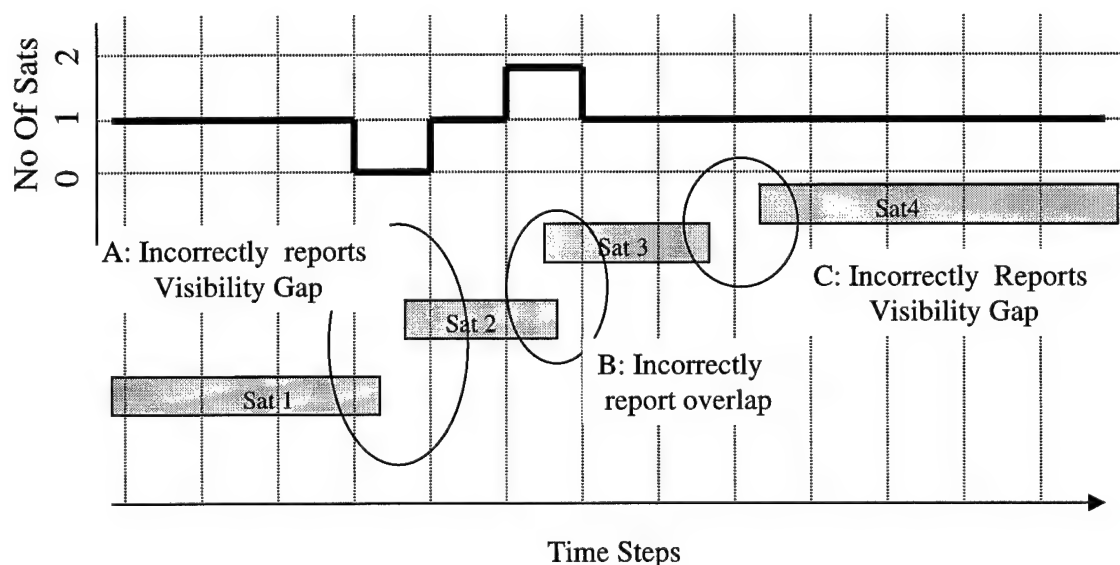 No Of Sats
2
1
0
Sat4
A: Incorrectly reports
Visibility Gap
Sat 3
C: Incorrectly Reports
Visibility Gap
Sat 2
B: Incorrectly
report overlap
Sat 1
Time Steps